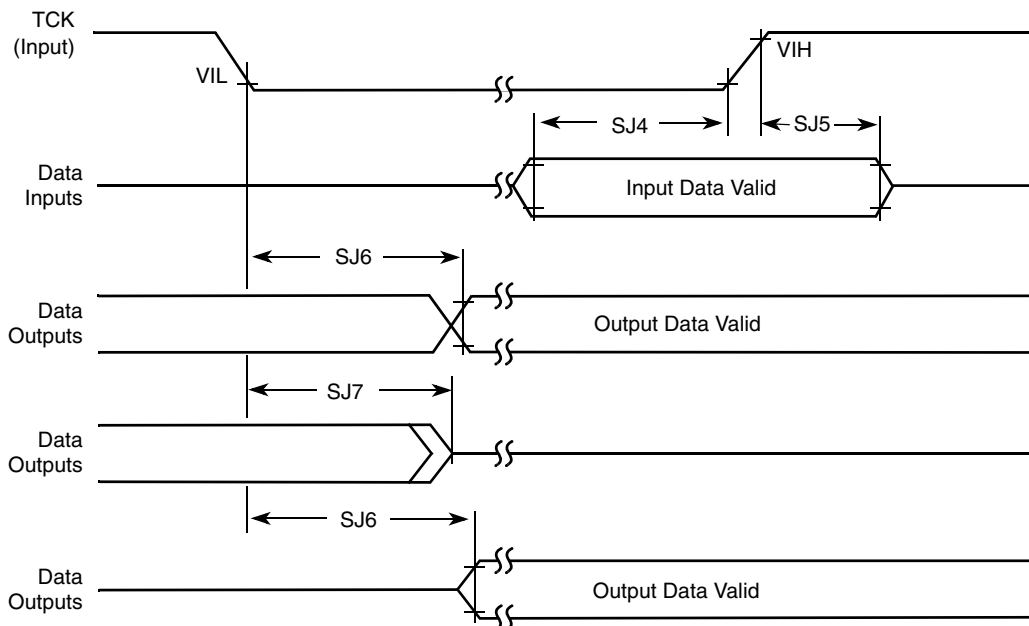 TCK
(Input)
VIL
VIH
SJ4
SJ5
Data
Inputs
Input Data Valid
SJ6
Data
Outputs
Output Data Valid
SJ7
Data
Outputs
SJ6
Data
Outputs
Output Data Valid